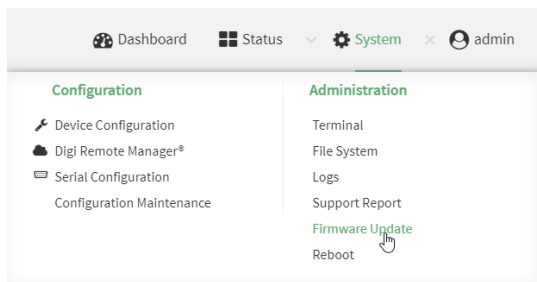 Dashboard Status System admin
Configuration
Device Configuration
Digi Remote Manager®
Serial Configuration
Configuration Maintenance
Administration
Terminal
File System
Logs
Support Report
Firmware Update
Reboot